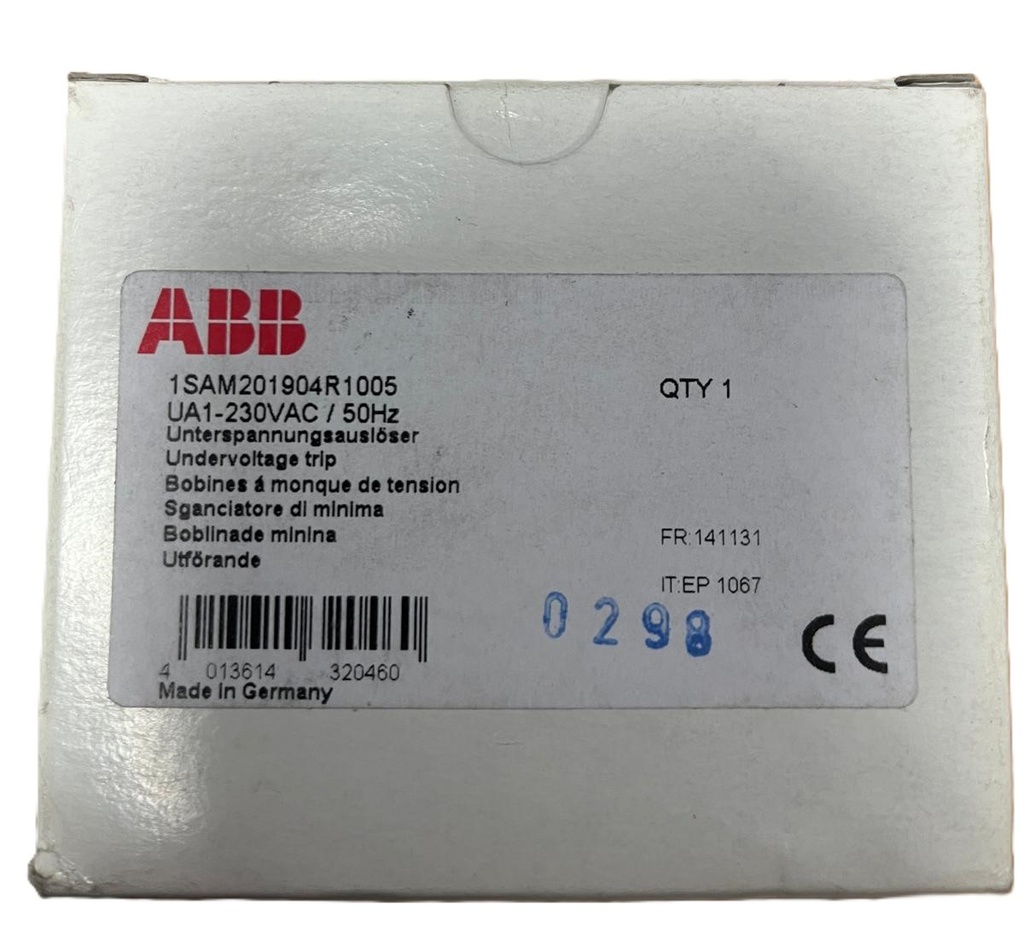 ABB
1SAM201904R1005
QTY 1
UA1-230VAC / 50Hz
Unterspannungsauslöser
Undervoltage trip
Bobines á monque de tension
Sganciatore di minima
Boblinade minina
FR:141131
Utförande
IT:EP 1067
0298
CE
4 013614 320460
Made in Germany